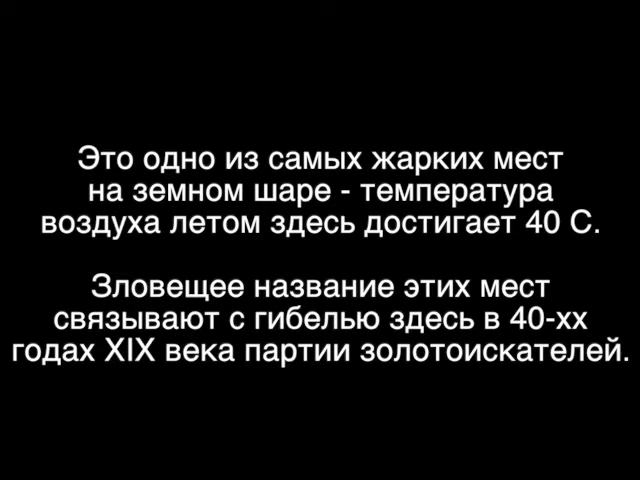 Это одно из самых жарких мест
на земном шаре - температура
воздуха летом здесь достигает 40 С.
Зловещее название этих мест
связывают с гибелью здесь в 40-хх
годах XIX века партии золотоискателей.